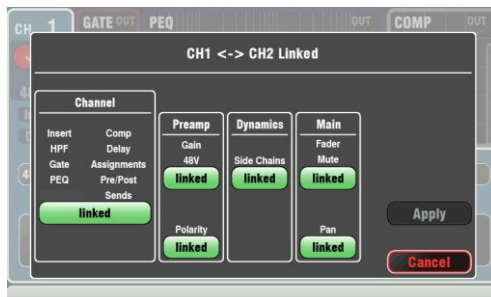 CH 1 GATE OUT PEQ OUT COMP OUT
CH1 <-> CH2 Linked
Channel
Insert Comp
HPF Delay
Gate Assignments
PEQ Pre/Post
Sends
linked
Preamp
Gain
48V
linked
Polarity
linked
Dynamics
Side Chains
linked
Main
Fader
Mute
linked
Pan
linked
Apply
Cancel